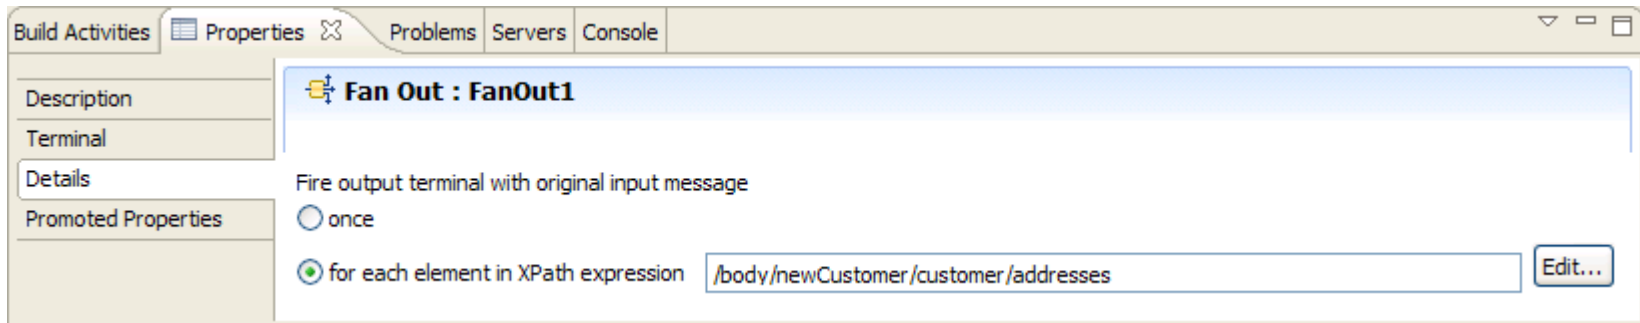 Build Activities Properties Problems Servers Console
Fan Out : FanOut1
Description
Terminal
Details
Promoted Properties
Fire output terminal with original input message
once
for each element in XPath expression /body/newCustomer/customer/addresses Edit...